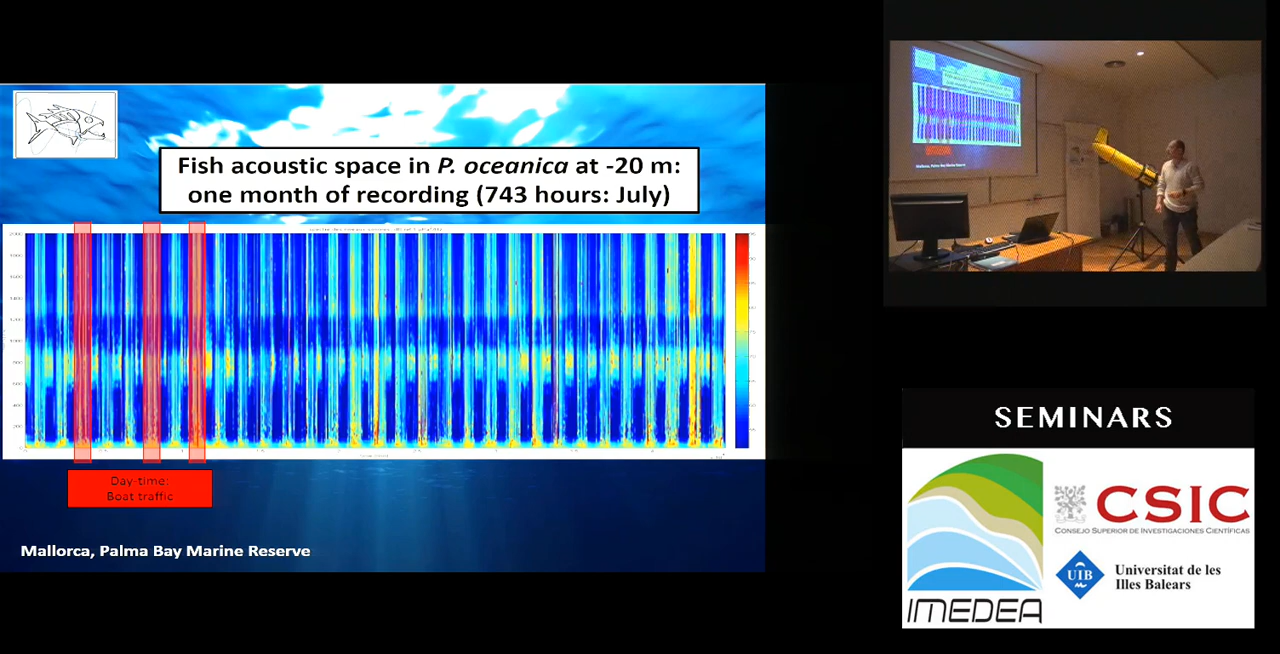 Fish acoustic space in P. oceanica at -20 m:
one month of recording (743 hours: July)
Day-time:
Boat traffic
Mallorca, Palma Bay Marine Reserve
SEMINARS
IMEDEA
CSIC
CONSEJO SUPERIOR DE INVESTIGACIONES CIENTÍFICAS
UIB
Universitat de les
Illes Balears